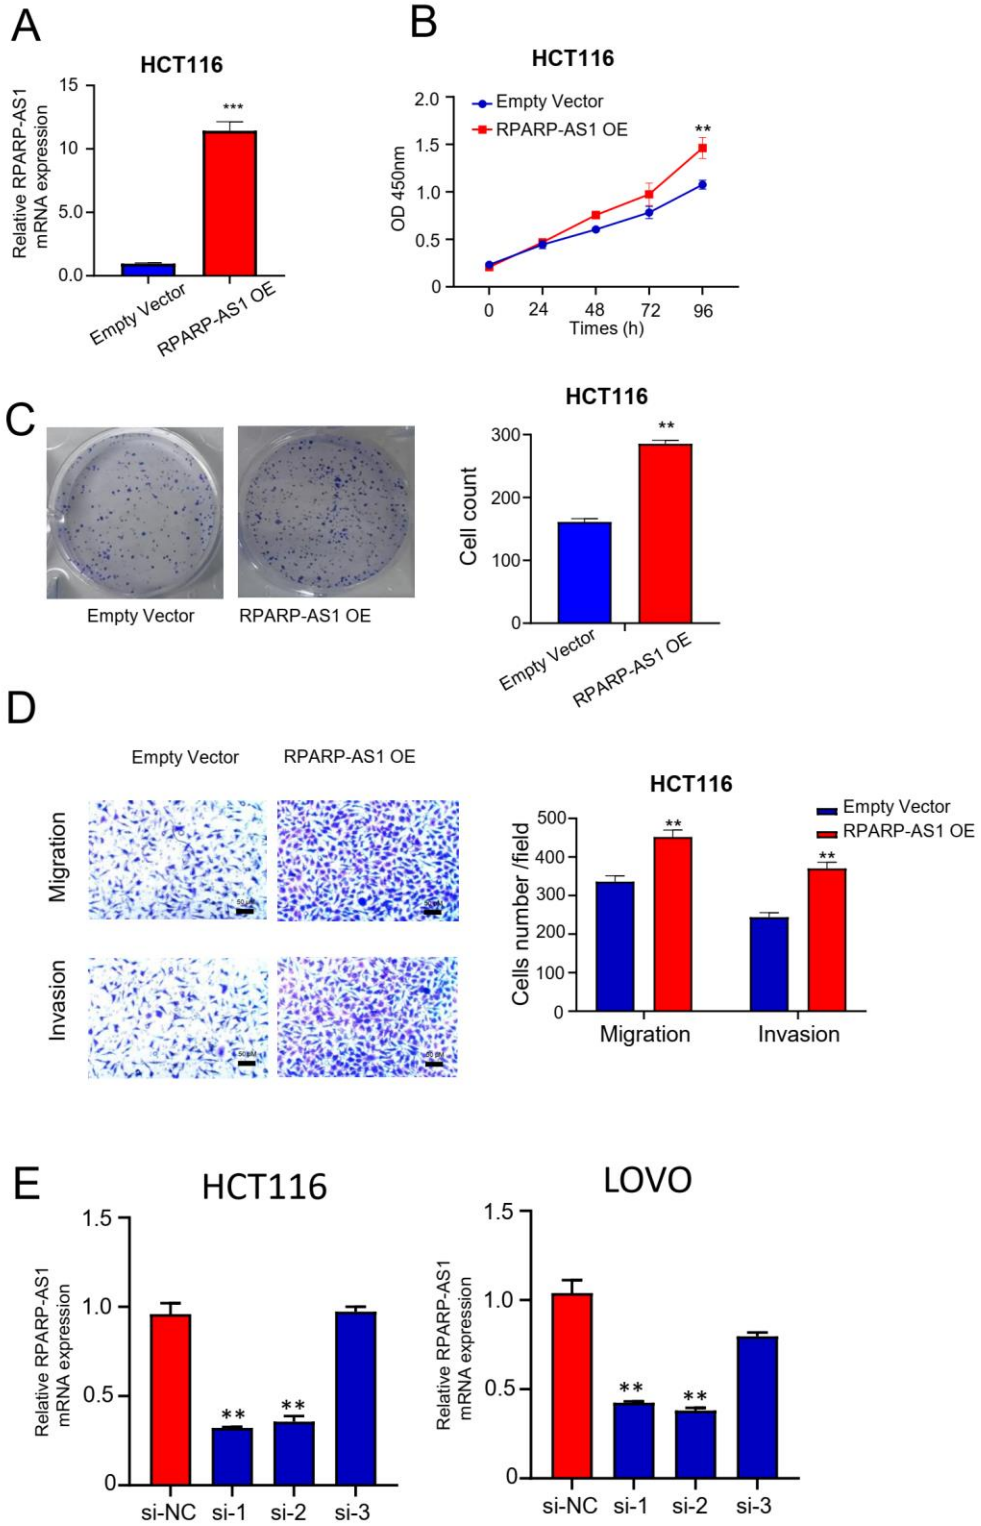 A
HCT116
Relative RPARP-AS1
mRNA expression
15
10
5.0
0.0
***
Empty Vector
RPARP-AS1 OE
B
HCT116
Empty Vector
RPARP-AS1 OE
OD 450nm
2.0
1.5
1.0
0.5
0
**
0 24 48 72 96
Times (h)
C
Empty Vector
RPARP-AS1 OE
HCT116
Cell count
300
200
100
0
**
Empty Vector
RPARP-AS1 OE
D
Empty Vector
RPARP-AS1 OE
Migration
Invasion
50 µM
HCT116
Empty Vector
RPARP-AS1 OE
Cells number /field
500
400
300
200
100
0
**
**
Migration
Invasion
E
HCT116
Relative RPARP-AS1
mRNA expression
1.5
1.0
0.5
0
**
**
si-NC si-1 si-2 si-3
LOVO
Relative RPARP-AS1
mRNA expression
1.5
1.0
0.5
0
**
**
si-NC si-1 si-2 si-3